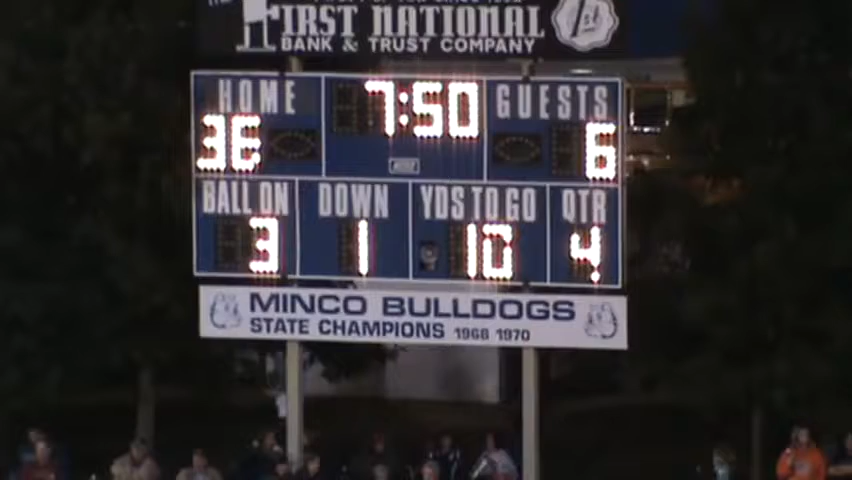 FIRST NATIONAL 1st
BANK & TRUST COMPANY
HOME 7:50 GUESTS
36 6
BALL ON DOWN YDS TO GO QTR
3 1 10 4
MINCO BULLDOGS
STATE CHAMPIONS 1968 1970